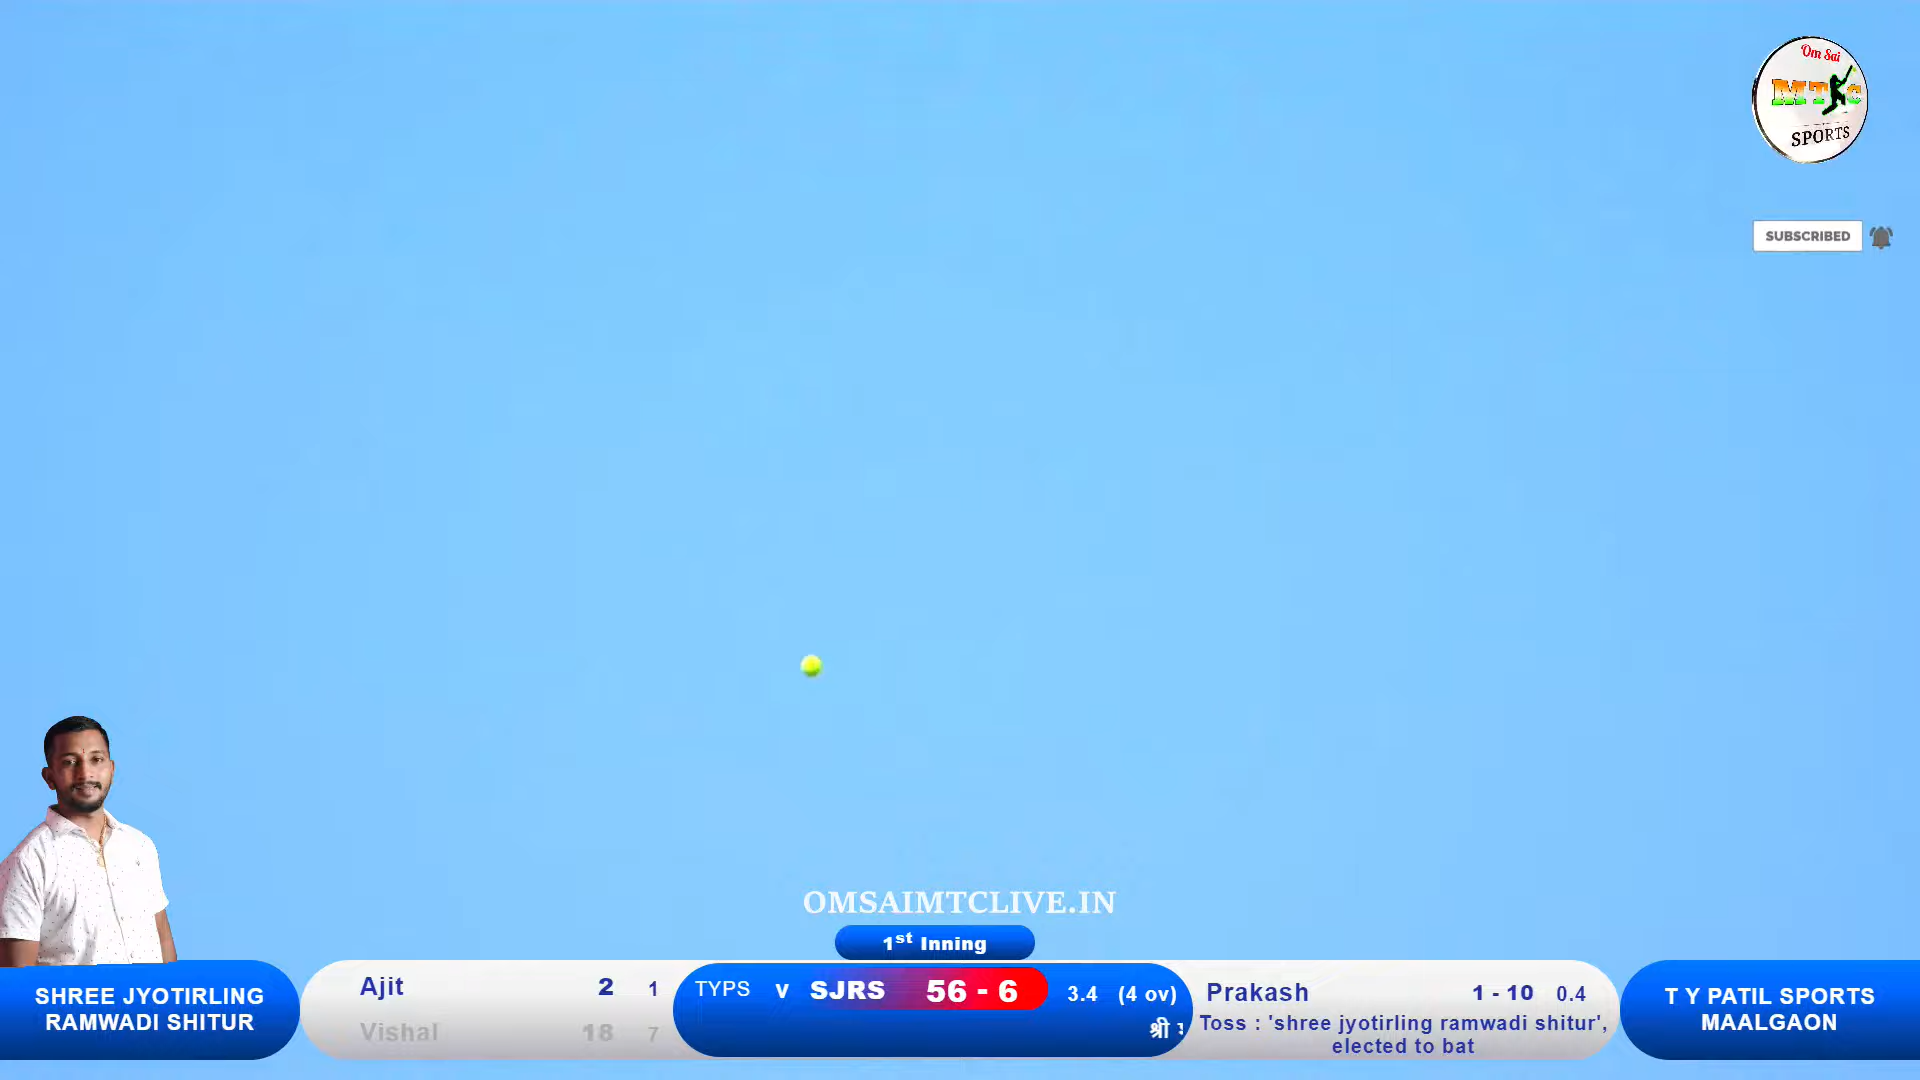 Om Sai
MTC
SPORTS
SUBSCRIBED
OMSAIMTCLIVE.IN
1st Inning
SHREE JYOTIRLING
RAMWADI SHITUR
Ajit 2 1
Vishal 18 7
TYPS v SJRS 56 - 6 3.4 (4 ov)
श्री
Prakash 1 - 10 0.4
Toss : 'shree jyotirling ramwadi shitur',
elected to bat
T Y PATIL SPORTS
MAALGAON